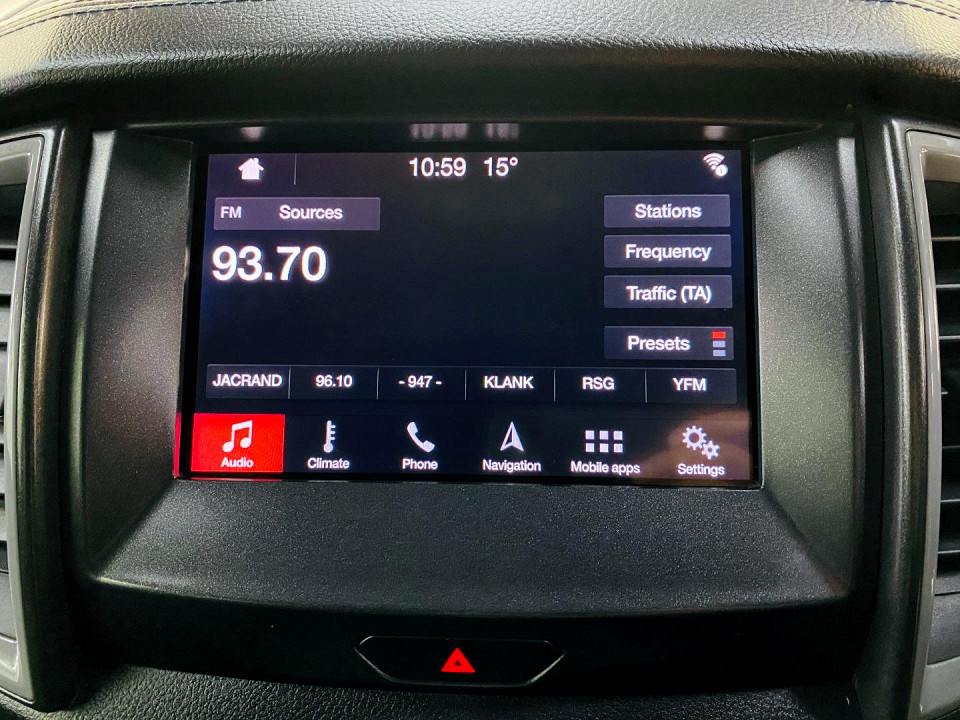 10:59 15°
FM Sources
Stations
93.70
Frequency
Traffic (TA)
Presets
JACRAND 96.10 - 947 - KLANK RSG YFM
Audio Climate Phone Navigation Mobile apps Settings